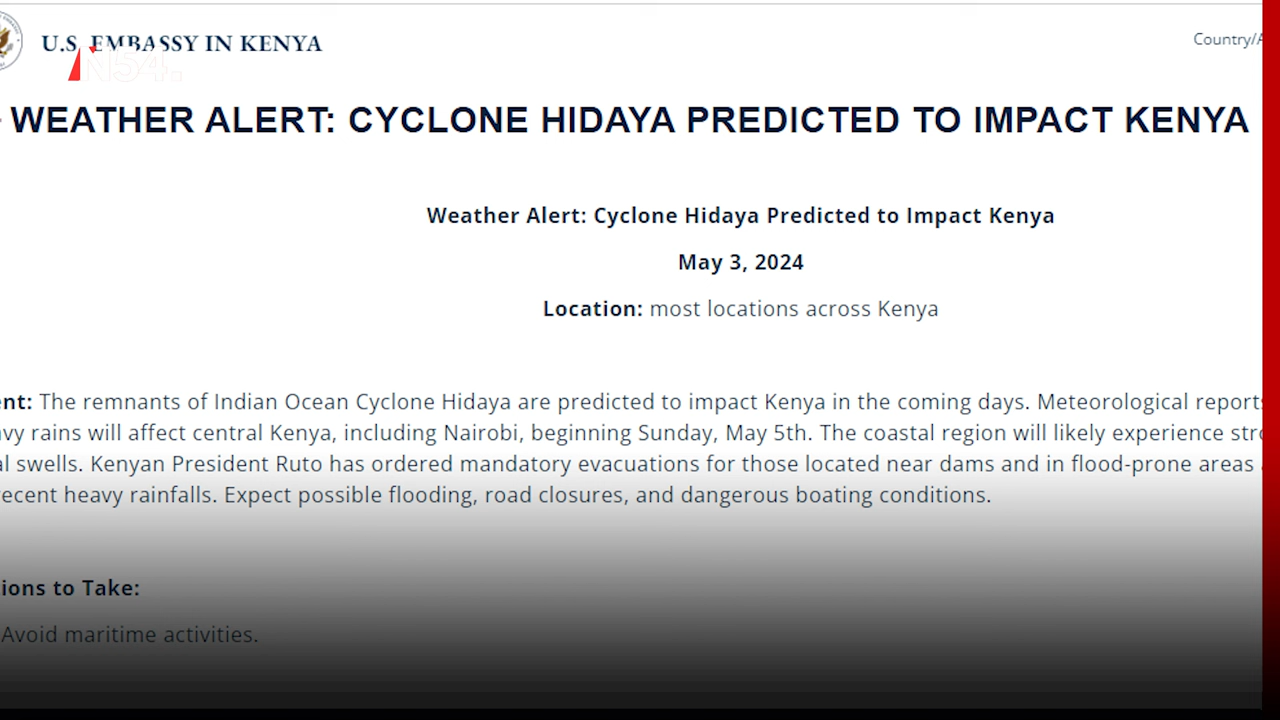 U.S. EMBASSY IN KENYA
Country/A
N54.
WEATHER ALERT: CYCLONE HIDAYA PREDICTED TO IMPACT KENYA
Weather Alert: Cyclone Hidaya Predicted to Impact Kenya
May 3, 2024
Location: most locations across Kenya
ent: The remnants of Indian Ocean Cyclone Hidaya are predicted to impact Kenya in the coming days. Meteorological reports
vy rains will affect central Kenya, including Nairobi, beginning Sunday, May 5th. The coastal region will likely experience stro
al swells. Kenyan President Ruto has ordered mandatory evacuations for those located near dams and in flood-prone areas
recent heavy rainfalls. Expect possible flooding, road closures, and dangerous boating conditions.
ions to Take:
Avoid maritime activities.